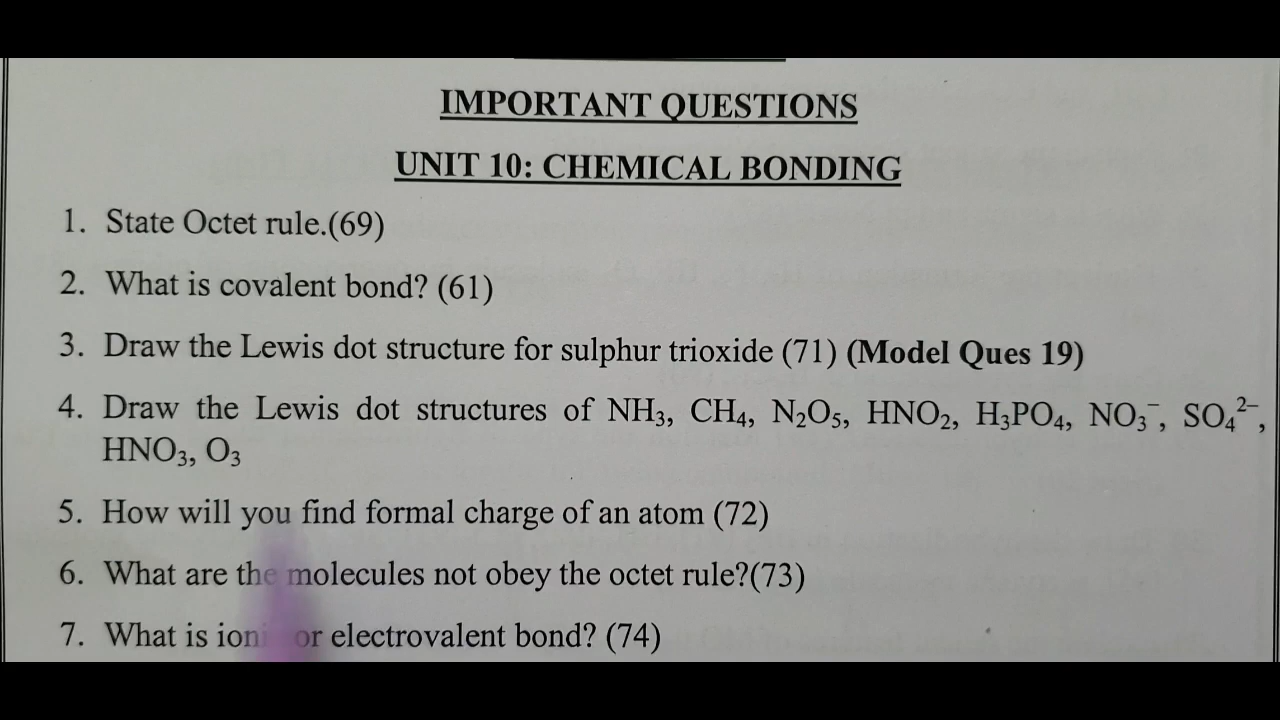 IMPORTANT QUESTIONS
UNIT 10: CHEMICAL BONDING
1. State Octet rule.(69)
2. What is covalent bond? (61)
3. Draw the Lewis dot structure for sulphur trioxide (71) (Model Ques 19)
4. Draw the Lewis dot structures of NH₃, CH₄, N₂O₅, HNO₂, H₃PO₄, NO₃⁻, SO₄²⁻,
HNO₃, O₃
5. How will you find formal charge of an atom (72)
6. What are the molecules not obey the octet rule?(73)
7. What is or electrovalent bond? (74)